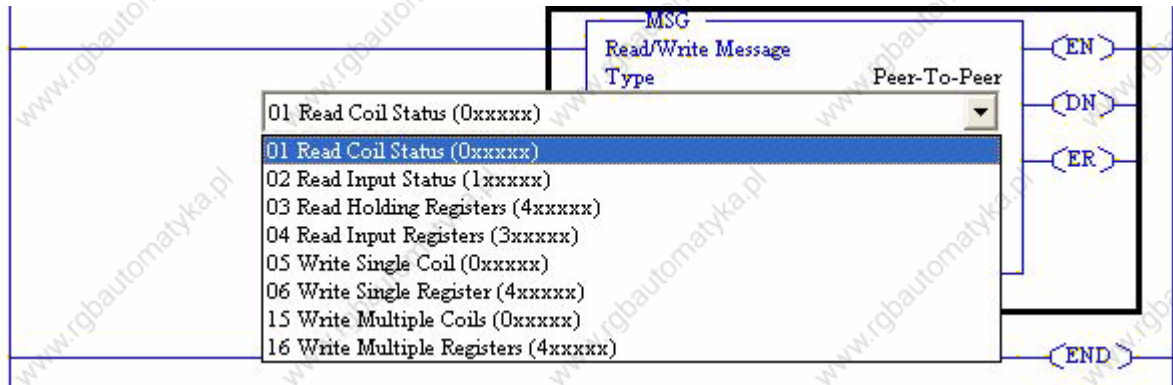 MSG
Read/Write Message
Type Peer-To-Peer
EN
DN
ER
01 Read Coil Status (0xxxxx)
01 Read Coil Status (0xxxxx)
02 Read Input Status (1xxxxx)
03 Read Holding Registers (4xxxxx)
04 Read Input Registers (3xxxxx)
05 Write Single Coil (0xxxxx)
06 Write Single Register (4xxxxx)
15 Write Multiple Coils (0xxxxx)
16 Write Multiple Registers (4xxxxx)
END
www.rgbautomatyka.pl